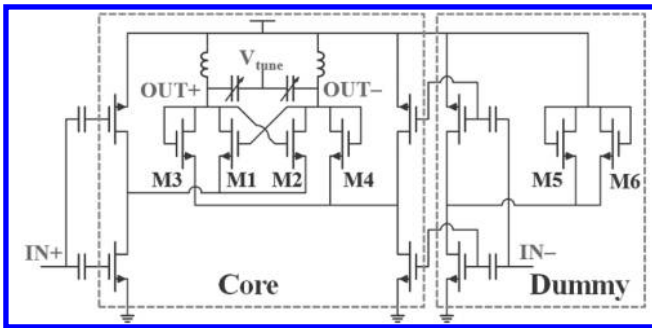 V_tune
OUT+ OUT−
M3 M1 M2 M4 M5 M6
IN+ IN−
Core Dummy